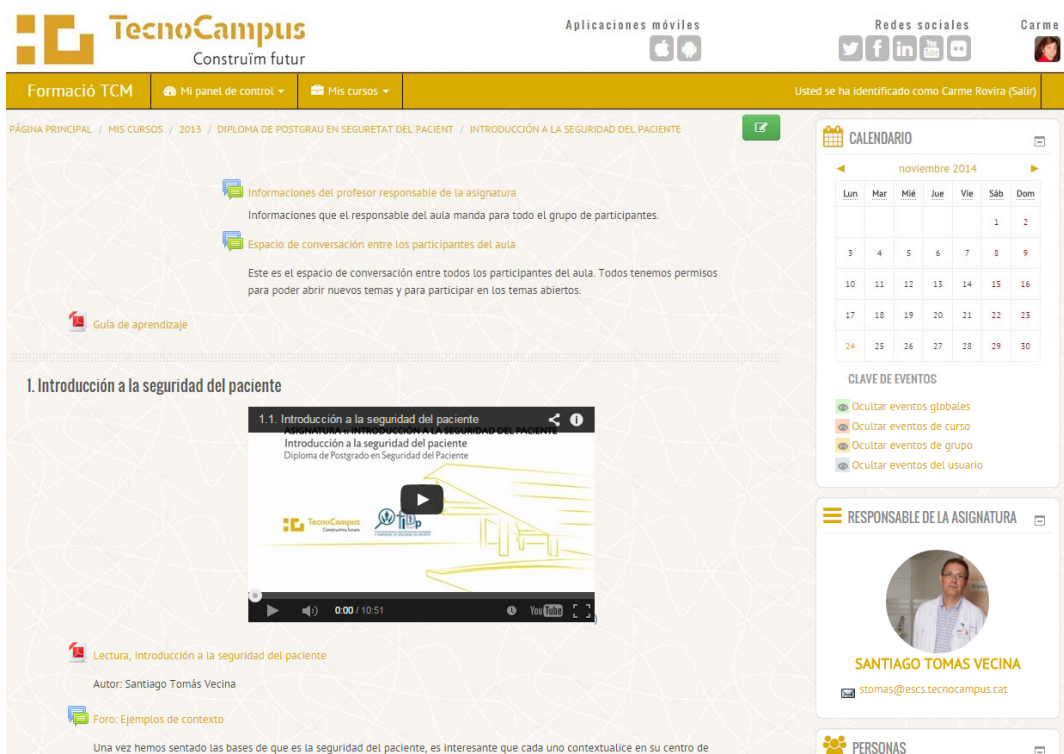 TecnoCampus
Construïm futur
Aplicaciones móviles
Redes sociales
Carme
Formació TCM
Mi panel de control
Mis cursos
Usted se ha identificado como Carme Rovira (Salir)
PÁGINA PRINCIPAL / MIS CURSOS / 2013 / DIPLOMA DE POSTGRAU EN SEGURETAT DEL PACIENT / INTRODUCCIÓN A LA SEGURIDAD DEL PACIENTE
Informaciones del profesor responsable de la asignatura
Informaciones que el responsable del aula manda para todo el grupo de participantes.
Espacio de conversación entre los participantes del aula
Este es el espacio de conversación entre todos los participantes del aula. Todos tenemos permisos
para poder abrir nuevos temas y para participar en los temas abiertos.
Guía de aprendizaje
1. Introducción a la seguridad del paciente
1.1. Introducción a la seguridad del paciente
ASIGNATURA 1: INTRODUCCIÓN A LA SEGURIDAD DEL PACIENTE
Introducción a la seguridad del paciente
Diploma de Postgrado en Seguridad del Paciente
TecnoCampus
0:00 / 10:51
YouTube
Lectura, Introducción a la seguridad del paciente
Autor: Santiago Tomás Vecina
Foro: Ejemplos de contexto
Una vez hemos sentado las bases de que es la seguridad del paciente, es interesante que cada uno contextualice en su centro de
CALENDARIO
noviembre 2014
Lun Mar Mié Jue Vie Sáb Dom
1 2
3 4 5 6 7 8 9
10 11 12 13 14 15 16
17 18 19 20 21 22 23
24 25 26 27 28 29 30
CLAVE DE EVENTOS
Ocultar eventos globales
Ocultar eventos de curso
Ocultar eventos de grupo
Ocultar eventos del usuario
RESPONSABLE DE LA ASIGNATURA
SANTIAGO TOMAS VECINA
stomas@escs.tecnocampus.cat
PERSONAS